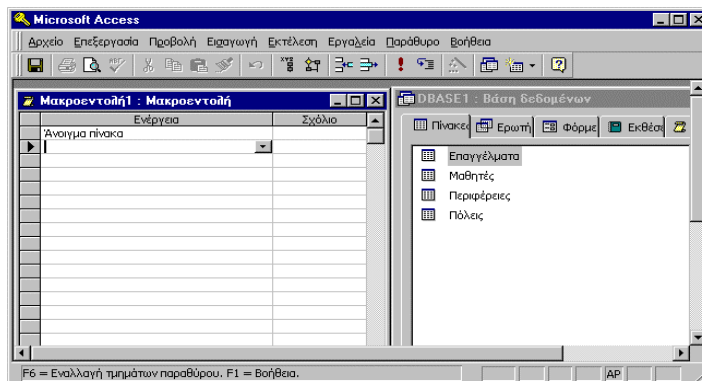 Microsoft Access
Αρχείο Επεξεργασία Προβολή Εισαγωγή Εκτέλεση Εργαλεία Παράθυρο Βοήθεια
Μακροεντολή1 : Μακροεντολή
Ενέργεια Σχόλιο
Άνοιγμα πίνακα
DBASE1 : Βάση δεδομένων
Πίνακες Ερωτή Φόρμε Εκθέσε
Επαγγέλματα
Μαθητές
Περιφέρειες
Πόλεις
F6 = Εναλλαγή τμημάτων παραθύρου. F1 = Βοήθεια.
ΑΡ